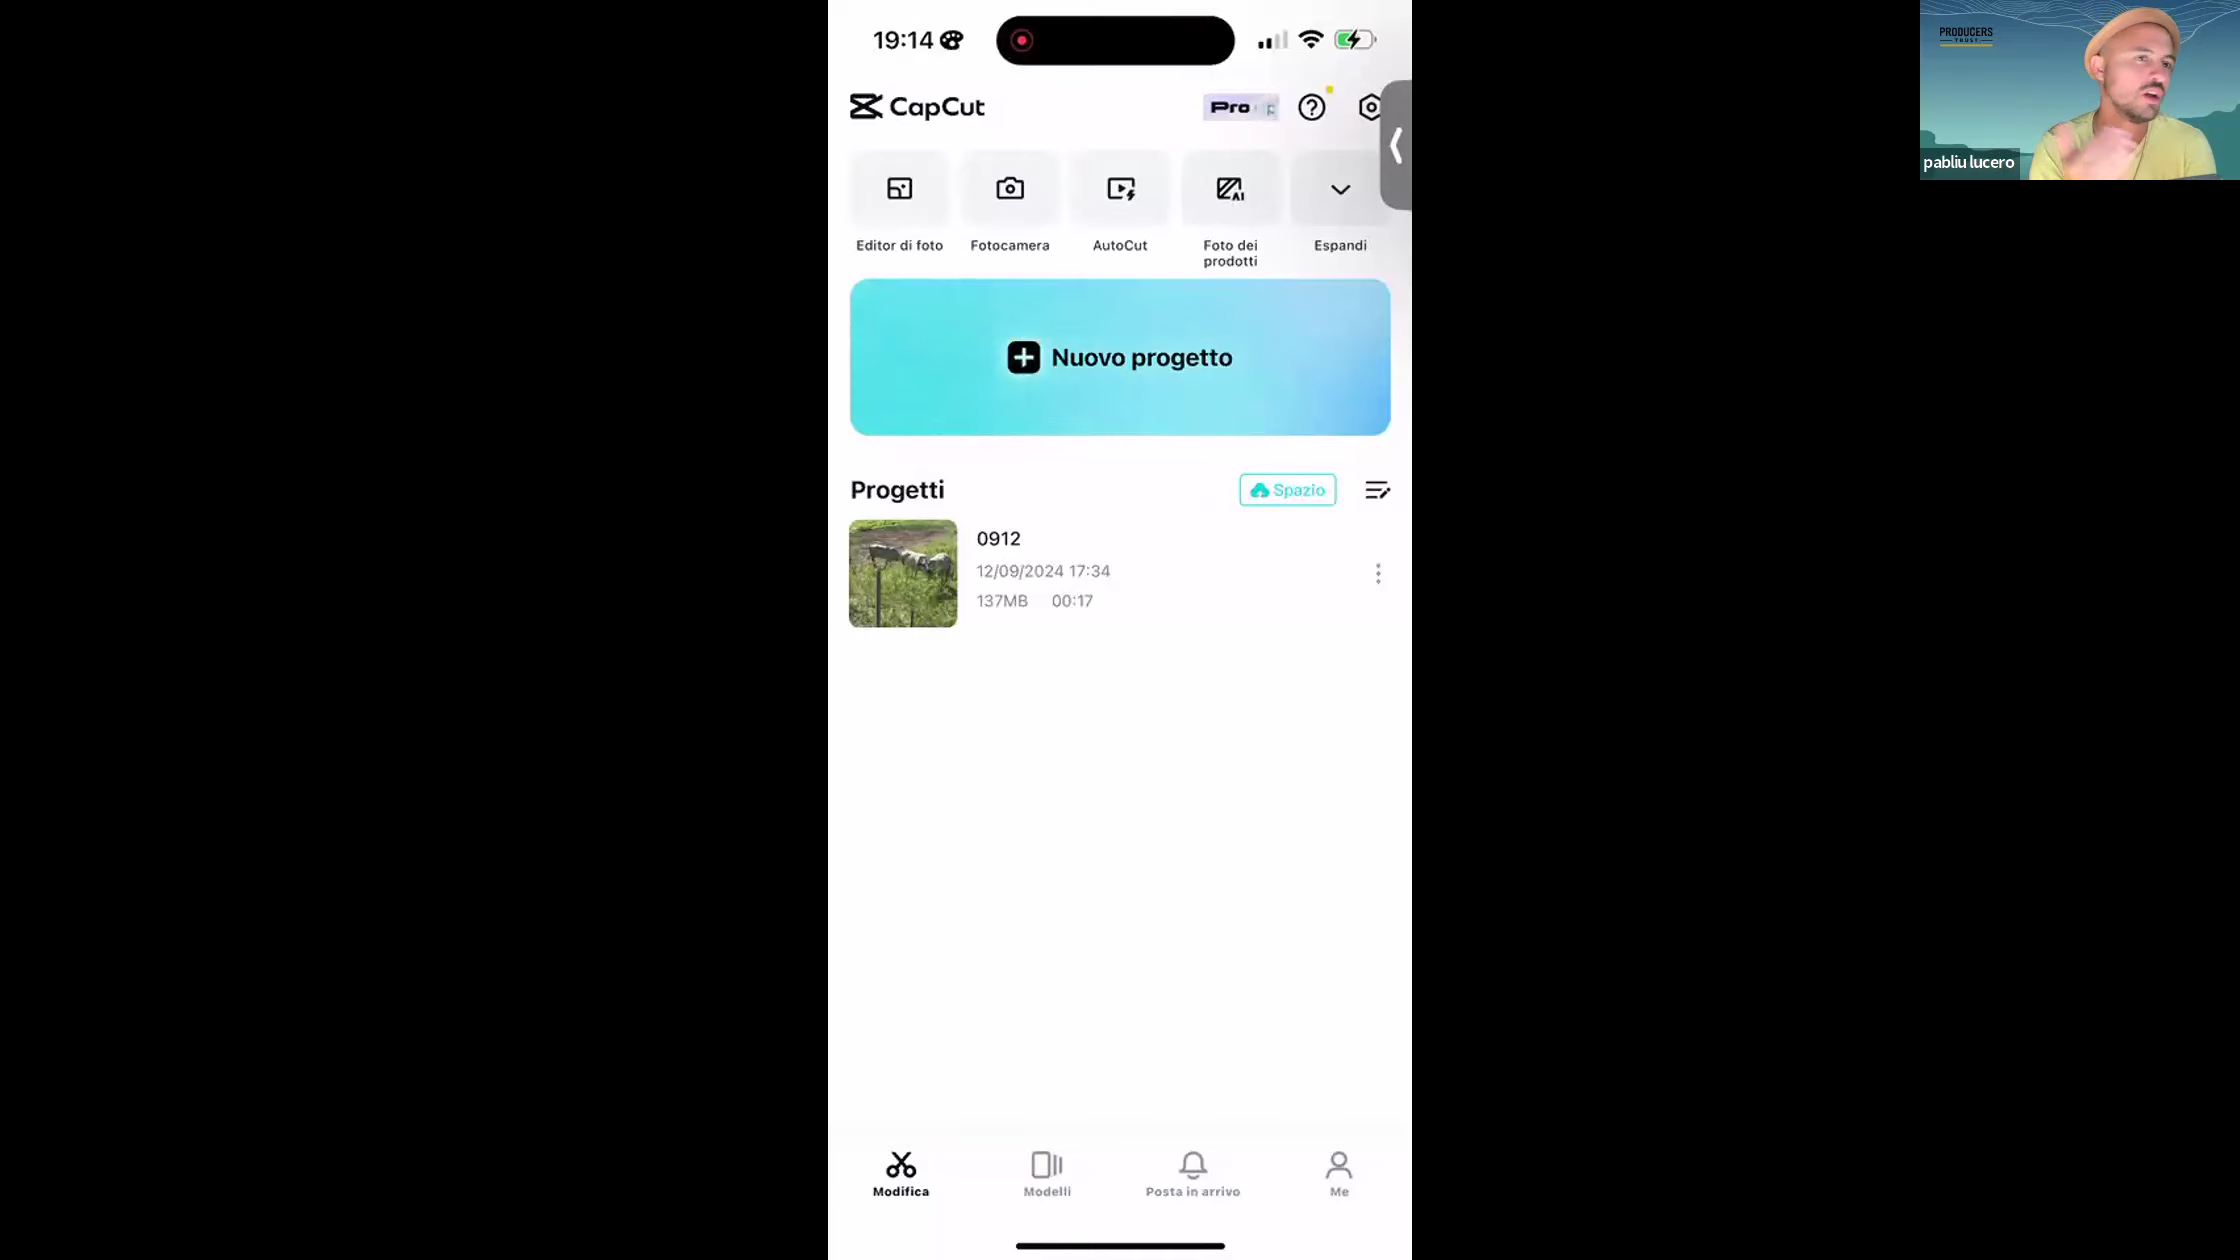 19:14
CapCut
Pro
Editor di foto
Fotocamera
AutoCut
Foto dei
prodotti
Espandi
Nuovo progetto
Progetti
Spazio
0912
12/09/2024 17:34
137MB 00:17
Modifica
Modelli
Posta in arrivo
Me
PRODUCERS
TRUST
pabliu lucero